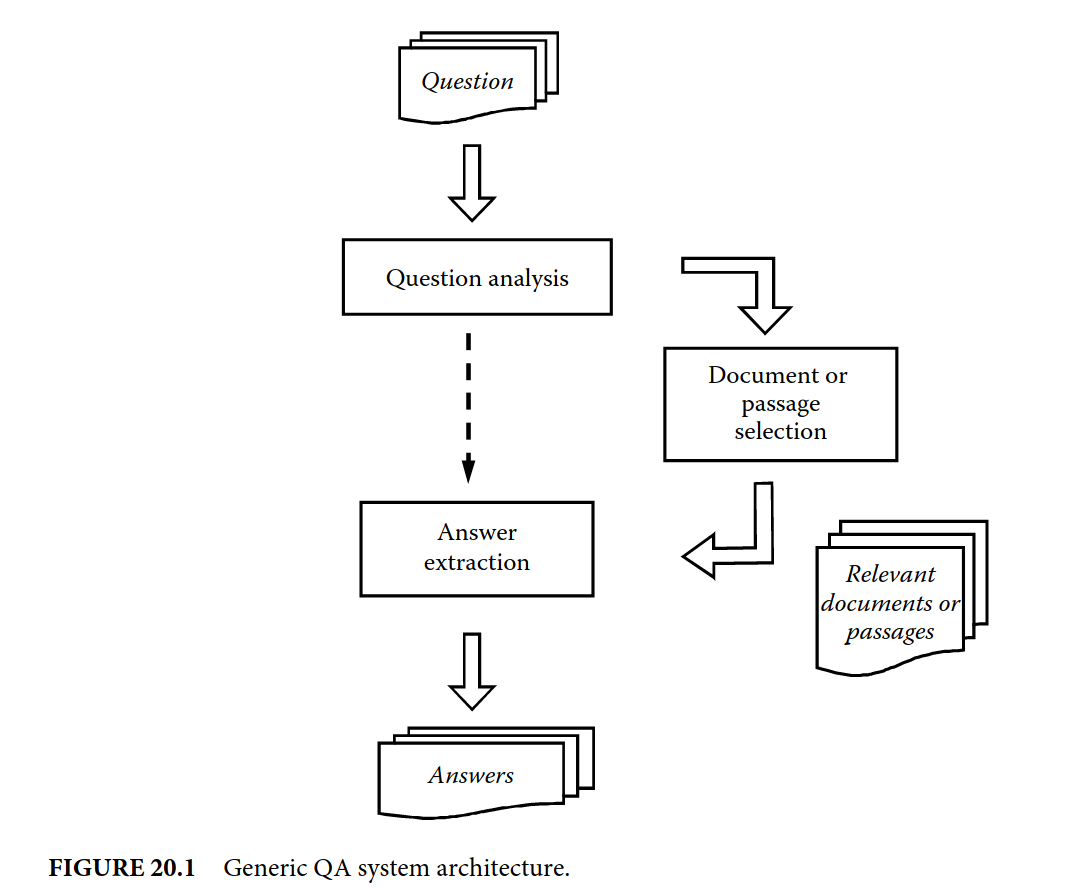 Question
Question analysis
Document or
passage
selection
Answer
extraction
Relevant
documents or
passages
Answers
FIGURE 20.1 Generic QA system architecture.